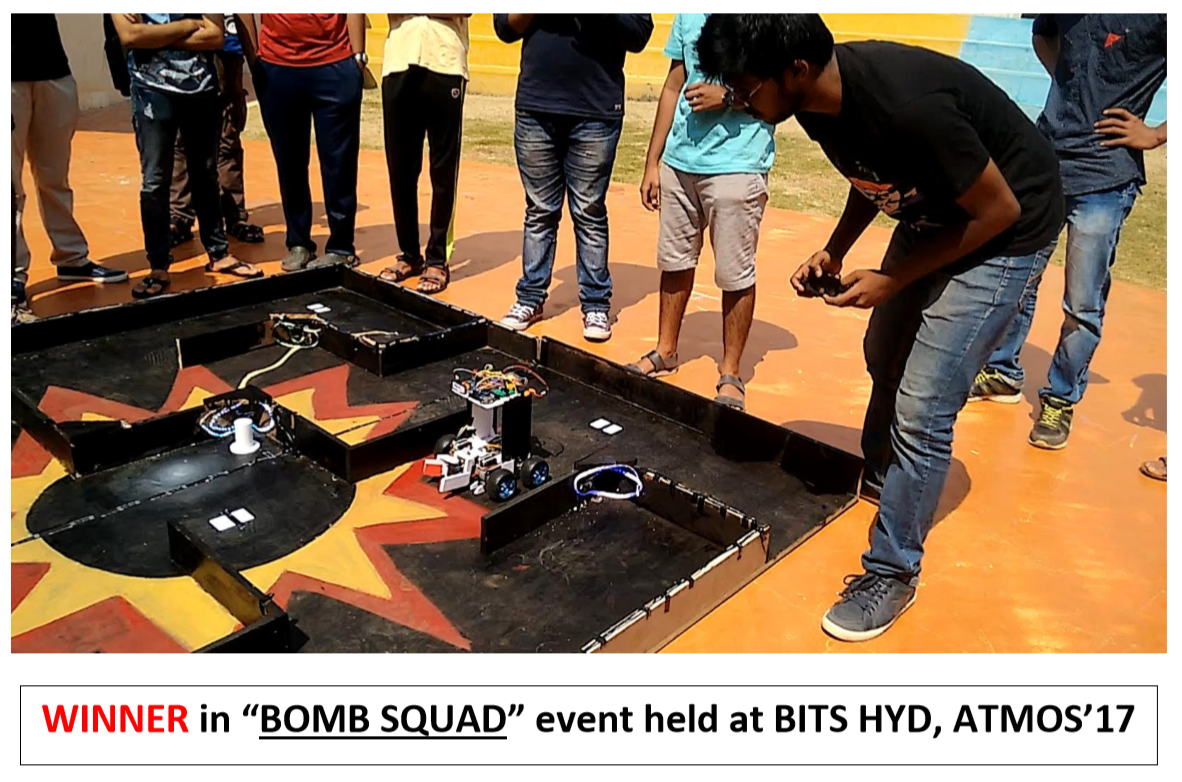 WINNER in “BOMB SQUAD” event held at BITS HYD, ATMOS’17